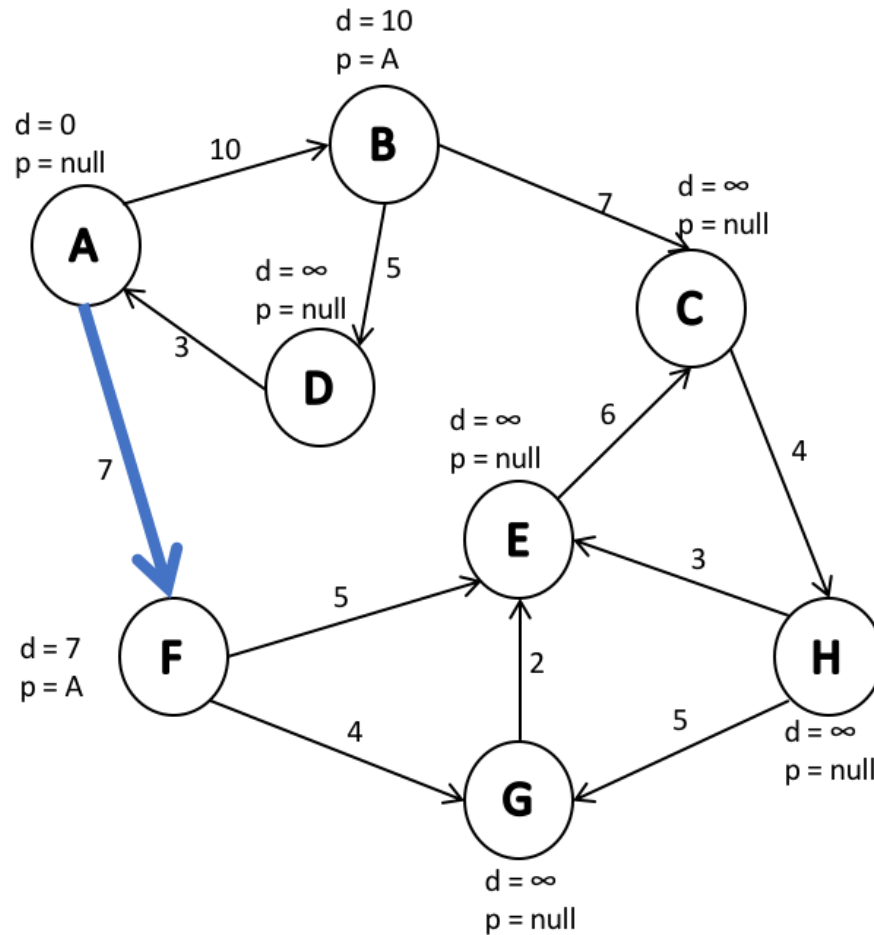 d = 10
p = A
B
d = 0
p = null
10
A
7
d = ∞
p = null
C
5
d = ∞
p = null
3
D
6
d = ∞
p = null
4
7
E
3
5
d = 7
p = A
F
2
H
4
5
d = ∞
p = null
G
d = ∞
p = null